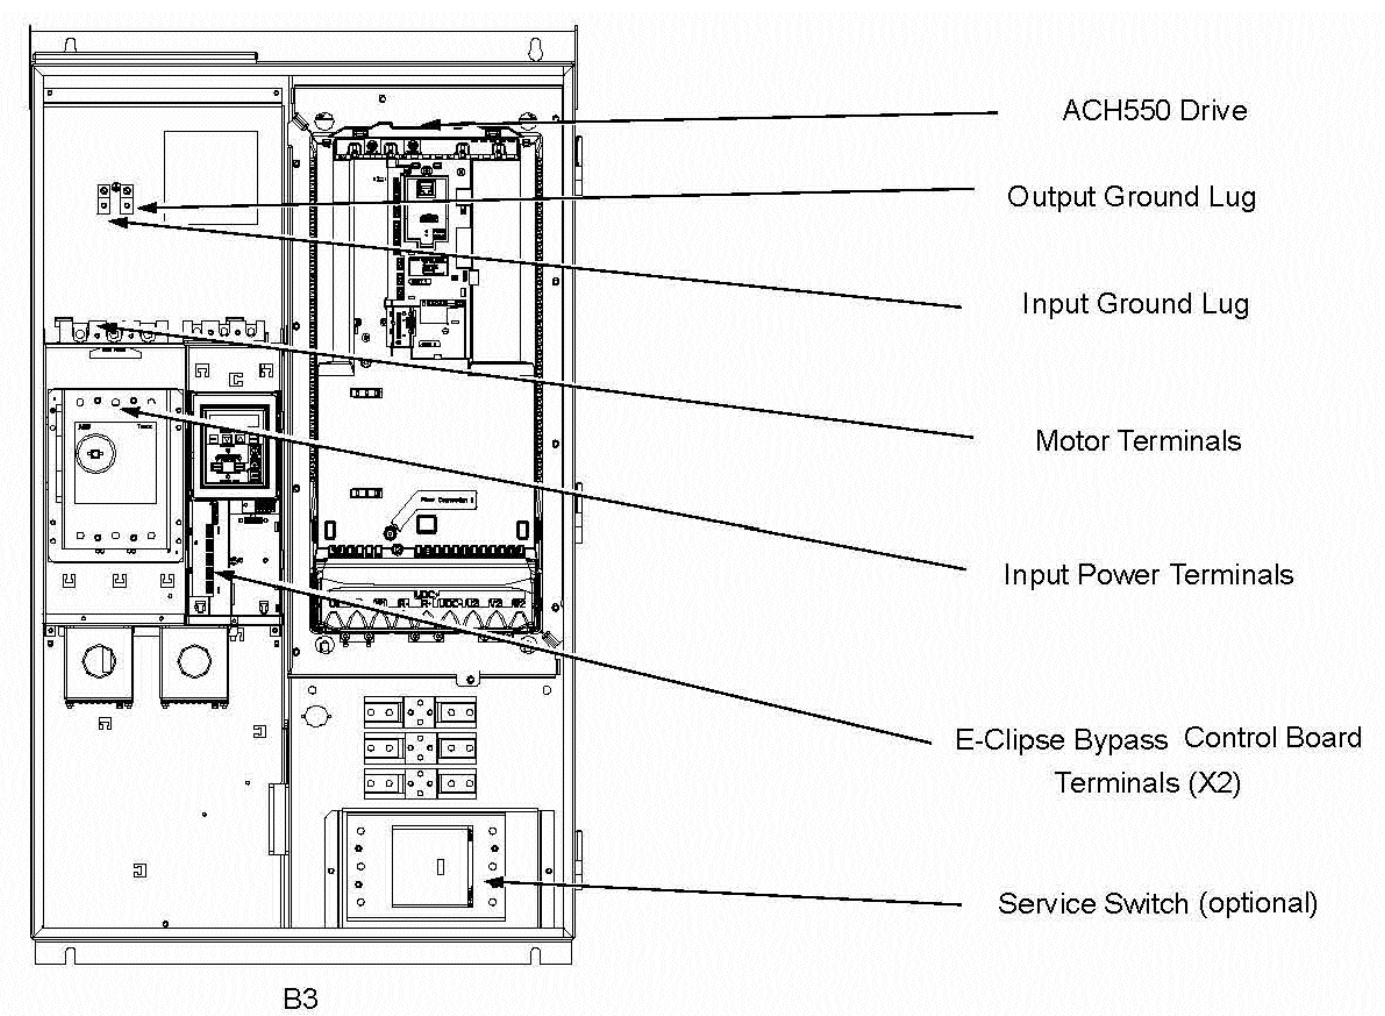 ACH550 Drive
Output Ground Lug
Input Ground Lug
Motor Terminals
Input Power Terminals
E-Clipse Bypass Control Board
Terminals (X2)
Service Switch (optional)
B3